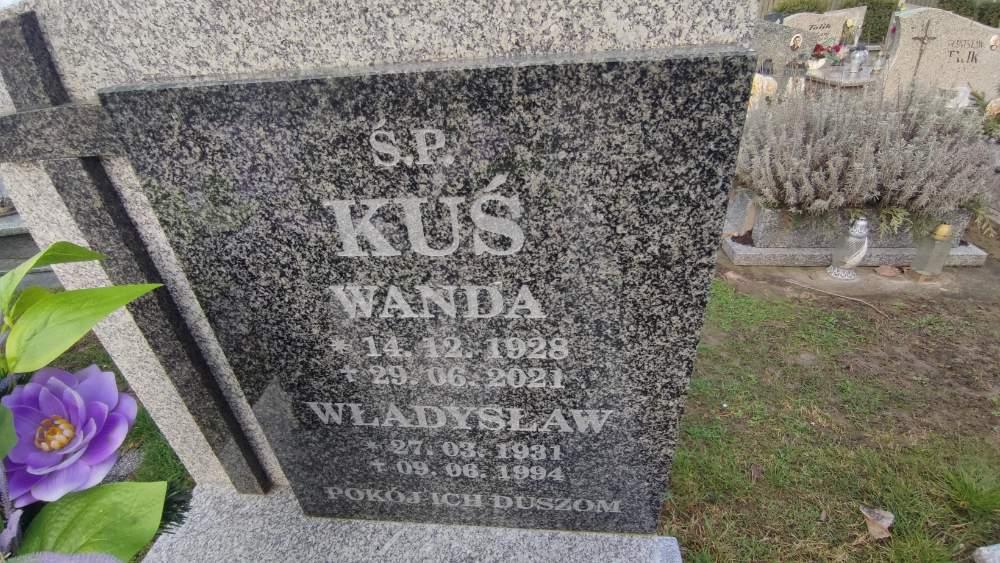 Ś.P.
KUŚ
WANDA
* 14. 12. 1928
+ 29. 06. 2021
WŁADYSŁAW
* 27. 03. 1931
+ 09. 06. 1994
POKÓJ ICH DUSZOM